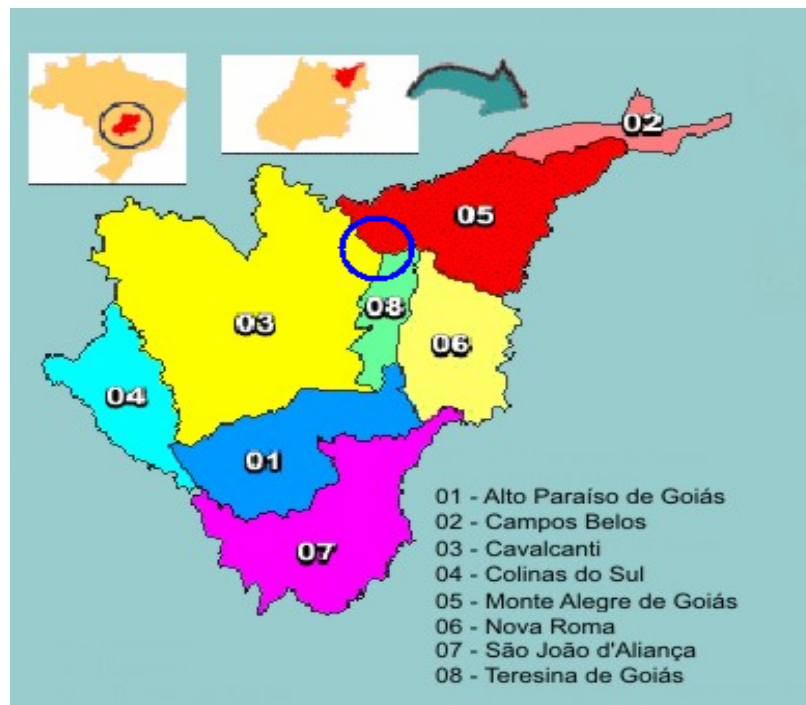 02
05
03
08
06
04
01
07
01 - Alto Paraíso de Goiás
02 - Campos Belos
03 - Cavalcanti
04 - Colinas do Sul
05 - Monte Alegre de Goiás
06 - Nova Roma
07 - São João d'Aliança
08 - Teresina de Goiás